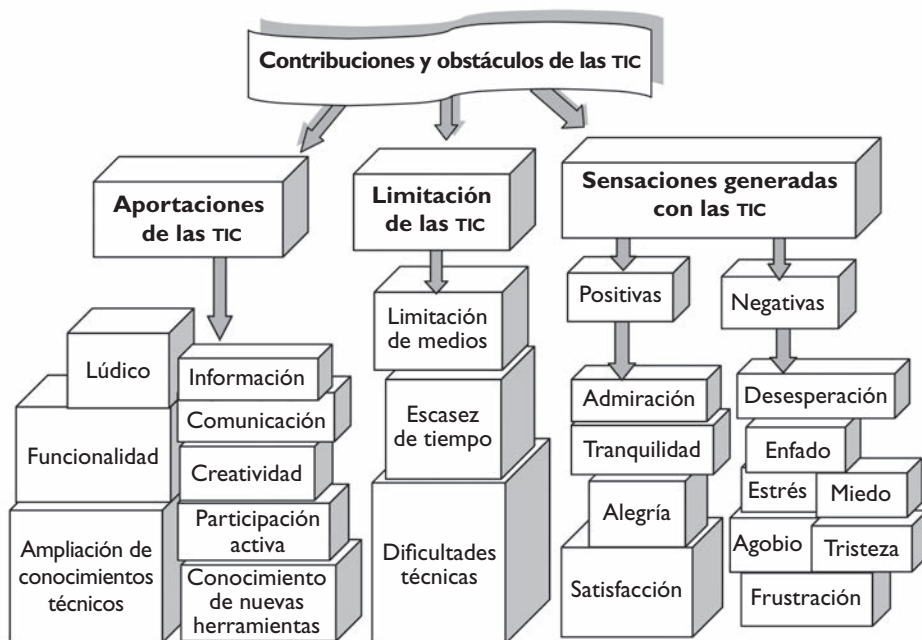 Contribuciones y obstáculos de las TIC
Aportaciones
de las TIC
Limitación
de las TIC
Sensaciones generadas
con las TIC
Lúdico
Funcionalidad
Ampliación de
conocimientos
técnicos
Información
Comunicación
Creatividad
Participación
activa
Conocimiento
de nuevas
herramientas
Limitación
de medios
Escasez
de tiempo
Dificultades
técnicas
Positivas
Admiración
Tranquilidad
Alegría
Satisfacción
Negativas
Desesperación
Enfado
Estrés
Miedo
Agobio
Tristeza
Frustración